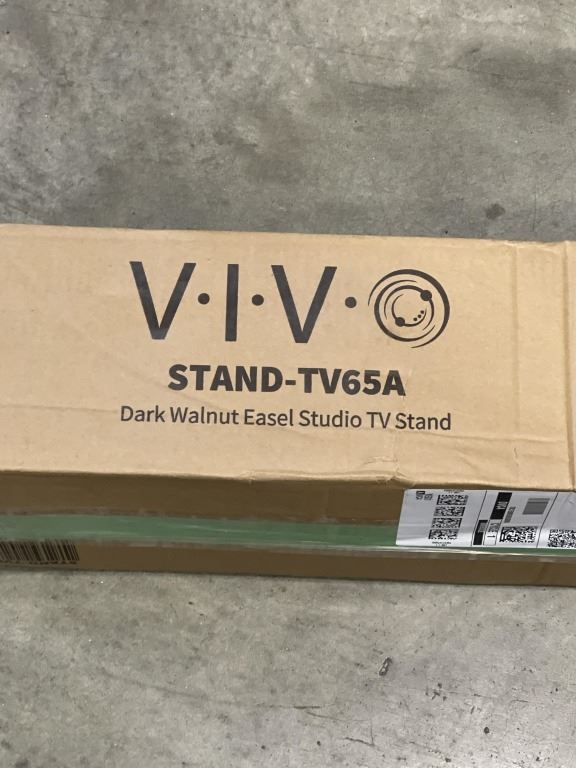 V·I·V·O
STAND-TV65A
Dark Walnut Easel Studio TV Stand